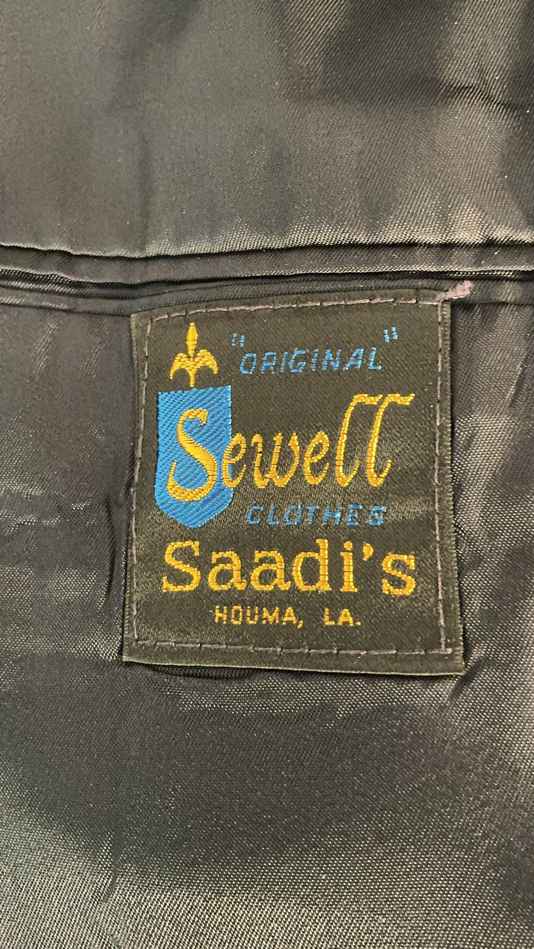 "ORIGINAL"
Sewell
CLOTHES
Saadi's
HOUMA, LA.